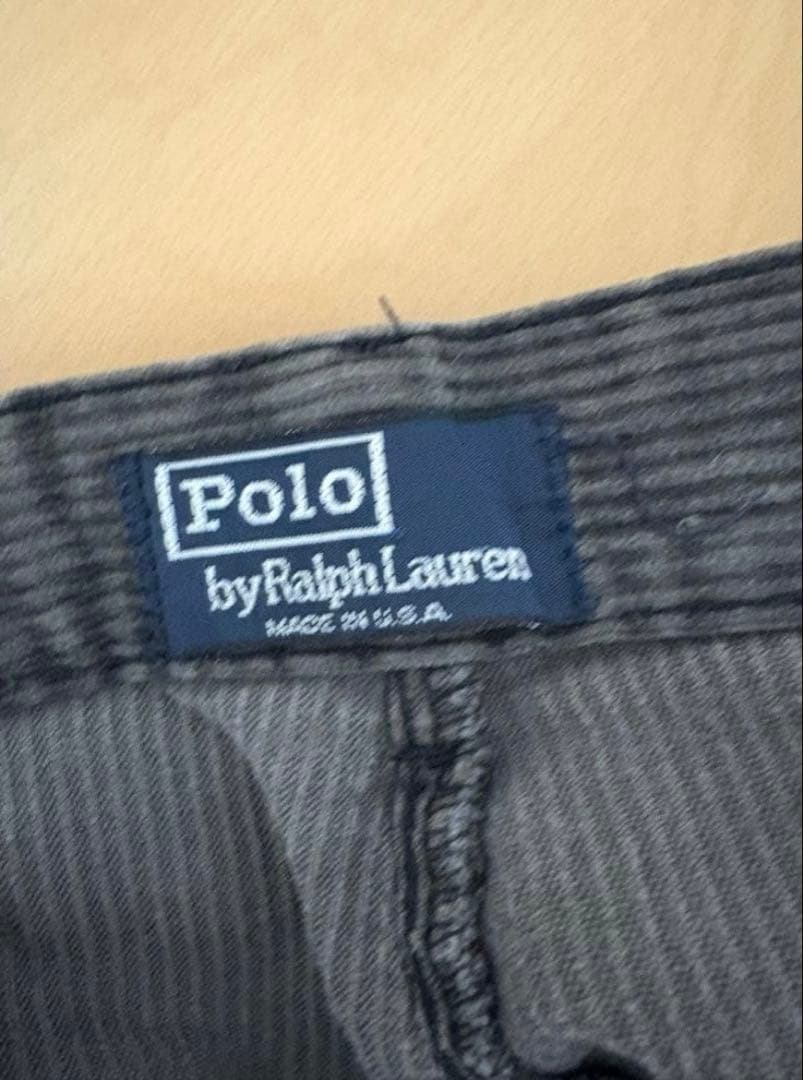 Polo
by Ralph Lauren
MADE IN U.S.A.